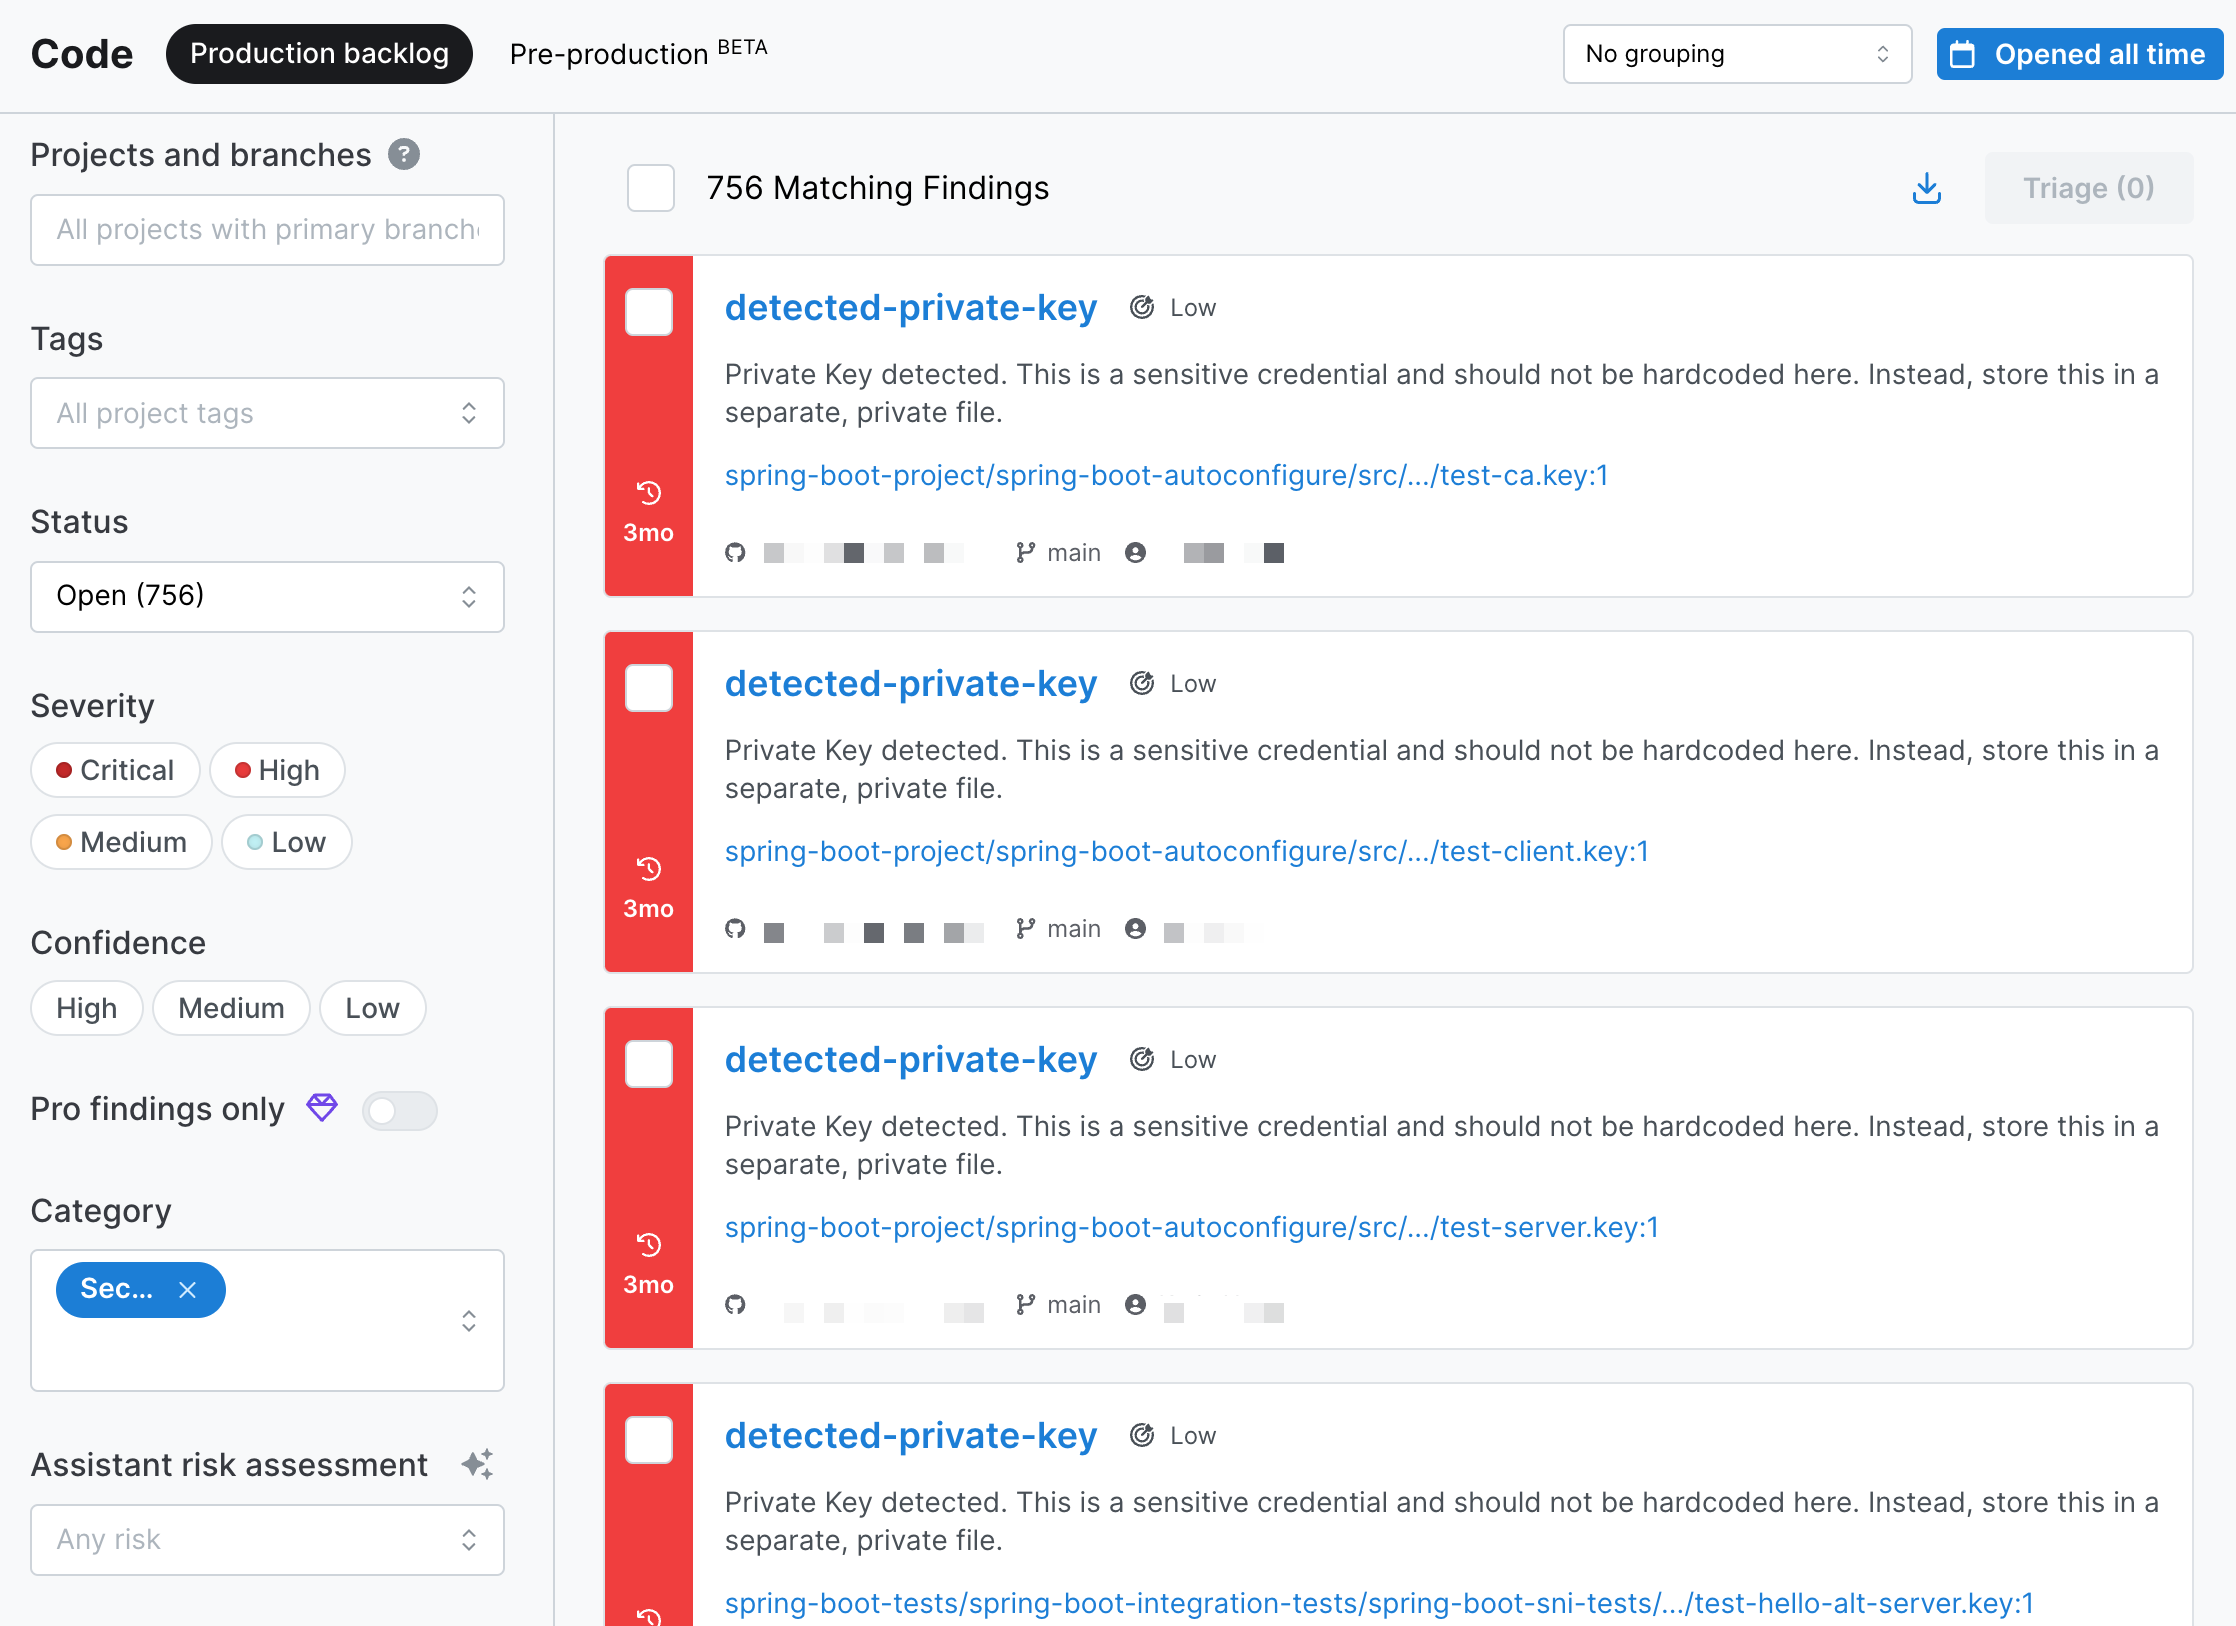 Code
Production backlog
Pre-production BETA
No grouping
Opened all time
Projects and branches ?
All projects with primary branch
Tags
All project tags
Status
Open (756)
Severity
Critical
High
Medium
Low
Confidence
High
Medium
Low
Pro findings only
Category
Sec...
Assistant risk assessment
Any risk
756 Matching Findings
Triage (0)
detected-private-key
Low
Private Key detected. This is a sensitive credential and should not be hardcoded here. Instead, store this in a
separate, private file.
spring-boot-project/spring-boot-autoconfigure/src/.../test-ca.key:1
3mo
main
detected-private-key
Low
Private Key detected. This is a sensitive credential and should not be hardcoded here. Instead, store this in a
separate, private file.
spring-boot-project/spring-boot-autoconfigure/src/.../test-client.key:1
3mo
main
detected-private-key
Low
Private Key detected. This is a sensitive credential and should not be hardcoded here. Instead, store this in a
separate, private file.
spring-boot-project/spring-boot-autoconfigure/src/.../test-server.key:1
3mo
main
detected-private-key
Low
Private Key detected. This is a sensitive credential and should not be hardcoded here. Instead, store this in a
separate, private file.
spring-boot-tests/spring-boot-integration-tests/spring-boot-sni-tests/.../test-hello-alt-server.key:1